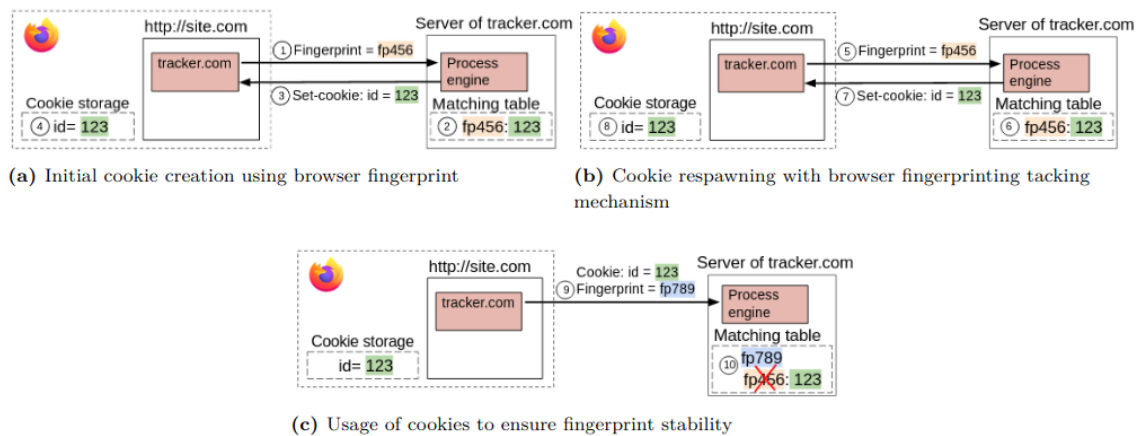 http://site.com
Server of tracker.com
① Fingerprint = fp456
tracker.com
Process
engine
③ Set-cookie: id = 123
Cookie storage
Matching table
④ id= 123
② fp456: 123
(a) Initial cookie creation using browser fingerprint
http://site.com
Server of tracker.com
⑤ Fingerprint = fp456
tracker.com
Process
engine
⑦ Set-cookie: id = 123
Cookie storage
Matching table
⑧ id= 123
⑥ fp456: 123
(b) Cookie respawning with browser fingerprinting tacking
mechanism
http://site.com
Cookie: id = 123
Server of tracker.com
⑨ Fingerprint = fp789
tracker.com
Process
engine
Cookie storage
Matching table
id= 123
⑩ fp789
fp456: 123
(c) Usage of cookies to ensure fingerprint stability